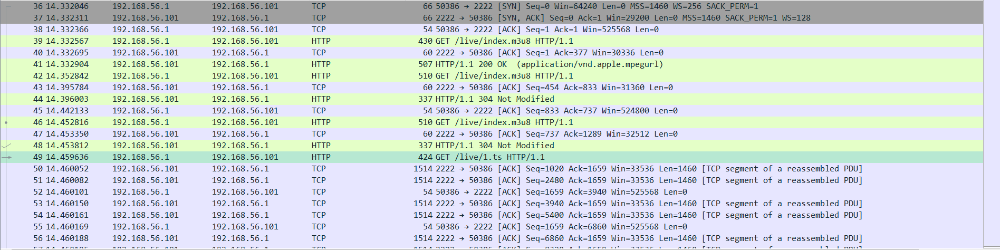 36 14.332046 192.168.56.1 192.168.56.101 TCP 66 50386 → 2222 [SYN] Seq=0 Win=64240 Len=0 MSS=1460 WS=256 SACK_PERM=1
37 14.332311 192.168.56.101 192.168.56.1 TCP 66 2222 → 50386 [SYN, ACK] Seq=0 Ack=1 Win=29200 Len=0 MSS=1460 SACK_PERM=1 WS=128
38 14.332366 192.168.56.1 192.168.56.101 TCP 54 50386 → 2222 [ACK] Seq=1 Ack=1 Win=525568 Len=0
39 14.332567 192.168.56.1 192.168.56.101 HTTP 430 GET /live/index.m3u8 HTTP/1.1
40 14.332695 192.168.56.101 192.168.56.1 TCP 60 2222 → 50386 [ACK] Seq=1 Ack=377 Win=30336 Len=0
41 14.332904 192.168.56.101 192.168.56.1 HTTP 507 HTTP/1.1 200 OK (application/vnd.apple.mpegurl)
42 14.352842 192.168.56.1 192.168.56.101 HTTP 510 GET /live/index.m3u8 HTTP/1.1
43 14.395784 192.168.56.101 192.168.56.1 TCP 60 2222 → 50386 [ACK] Seq=454 Ack=833 Win=31360 Len=0
44 14.396003 192.168.56.101 192.168.56.1 HTTP 337 HTTP/1.1 304 Not Modified
45 14.442133 192.168.56.1 192.168.56.101 TCP 54 50386 → 2222 [ACK] Seq=833 Ack=737 Win=524800 Len=0
46 14.452816 192.168.56.1 192.168.56.101 HTTP 510 GET /live/index.m3u8 HTTP/1.1
47 14.453350 192.168.56.101 192.168.56.1 TCP 60 2222 → 50386 [ACK] Seq=737 Ack=1289 Win=32512 Len=0
48 14.453812 192.168.56.101 192.168.56.1 HTTP 337 HTTP/1.1 304 Not Modified
49 14.459636 192.168.56.1 192.168.56.101 HTTP 424 GET /live/1.ts HTTP/1.1
50 14.460052 192.168.56.101 192.168.56.1 TCP 1514 2222 → 50386 [ACK] Seq=1020 Ack=1659 Win=33536 Len=1460 [TCP segment of a reassembled PDU]
51 14.460082 192.168.56.101 192.168.56.1 TCP 1514 2222 → 50386 [ACK] Seq=2480 Ack=1659 Win=33536 Len=1460 [TCP segment of a reassembled PDU]
52 14.460101 192.168.56.1 192.168.56.101 TCP 54 50386 → 2222 [ACK] Seq=1659 Ack=3940 Win=525568 Len=0
53 14.460150 192.168.56.101 192.168.56.1 TCP 1514 2222 → 50386 [ACK] Seq=3940 Ack=1659 Win=33536 Len=1460 [TCP segment of a reassembled PDU]
54 14.460161 192.168.56.101 192.168.56.1 TCP 1514 2222 → 50386 [ACK] Seq=5400 Ack=1659 Win=33536 Len=1460 [TCP segment of a reassembled PDU]
55 14.460169 192.168.56.1 192.168.56.101 TCP 54 50386 → 2222 [ACK] Seq=1659 Ack=6860 Win=525568 Len=0
56 14.460188 192.168.56.101 192.168.56.1 TCP 1514 2222 → 50386 [ACK] Seq=6860 Ack=1659 Win=33536 Len=1460 [TCP segment of a reassembled PDU]